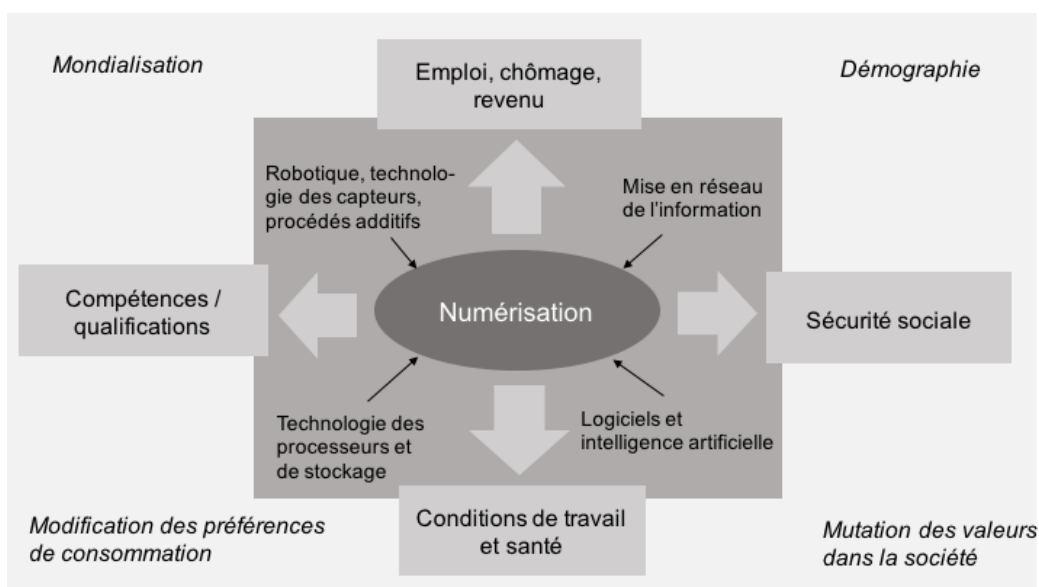 Mondialisation
Emploi, chômage,
revenu
Démographie
Robotique, technolo-
gie des capteurs,
procédés additifs
Mise en réseau
de l'information
Compétences /
qualifications
Numérisation
Sécurité sociale
Technologie des
processeurs et
de stockage
Logiciels et
intelligence artificielle
Modification des préférences
de consommation
Conditions de travail
et santé
Mutation des valeurs
dans la société